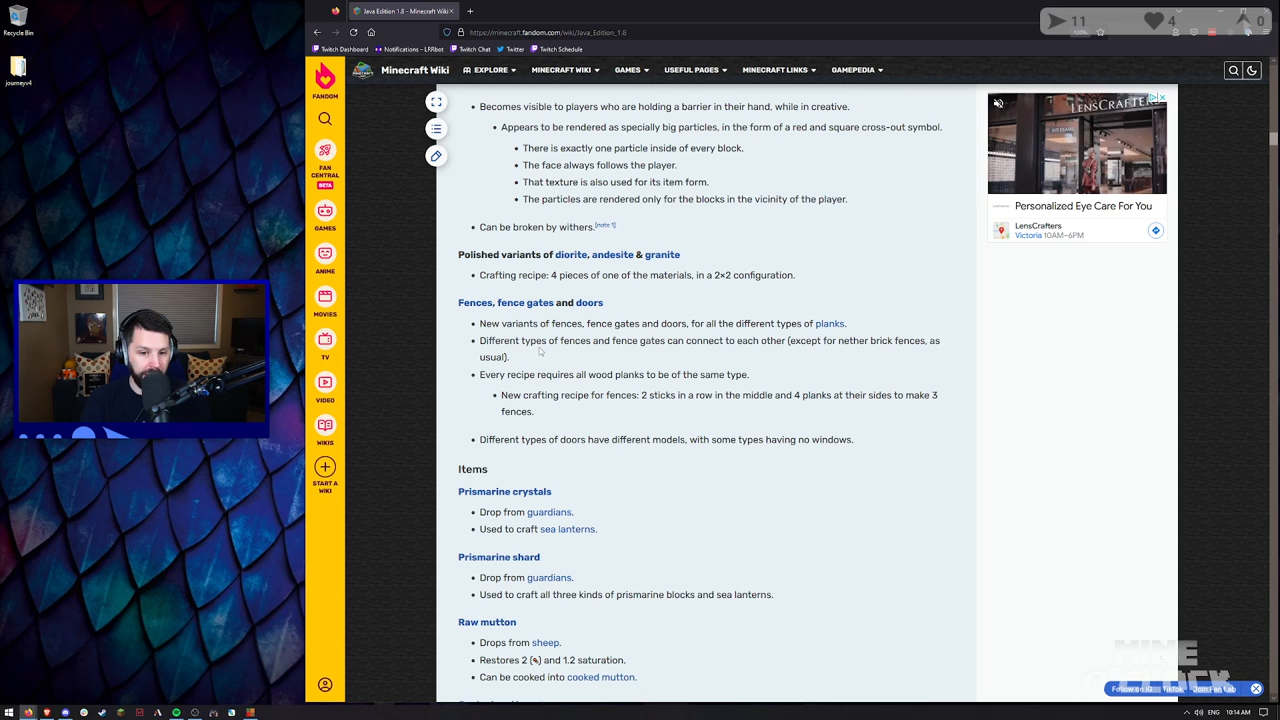 Recycle Bin
journeyv4
Java Edition 1.8 – Minecraft Wiki
11
4
0
https://minecraft.fandom.com/wiki/Java_Edition_1.8
Twitch Dashboard
Notifications – LRRbot
Twitch Chat
Twitter
Twitch Schedule
FANDOM
FAN CENTRAL
BETA
GAMES
ANIME
MOVIES
TV
VIDEO
WIKIS
START A WIKI
Minecraft Wiki
EXPLORE
MINECRAFT WIKI
GAMES
USEFUL PAGES
MINECRAFT LINKS
GAMEPEDIA
Becomes visible to players who are holding a barrier in their hand, while in creative.
Appears to be rendered as specially big particles, in the form of a red and square cross-out symbol.
There is exactly one particle inside of every block.
The face always follows the player.
That texture is also used for its item form.
The particles are rendered only for the blocks in the vicinity of the player.
Can be broken by withers.[note 1]
Polished variants of diorite, andesite & granite
Crafting recipe: 4 pieces of one of the materials, in a 2×2 configuration.
Fences, fence gates and doors
New variants of fences, fence gates and doors, for all the different types of planks.
Different types of fences and fence gates can connect to each other (except for nether brick fences, as
usual).
Every recipe requires all wood planks to be of the same type.
New crafting recipe for fences: 2 sticks in a row in the middle and 4 planks at their sides to make 3
fences.
Different types of doors have different models, with some types having no windows.
Items
Prismarine crystals
Drop from guardians.
Used to craft sea lanterns.
Prismarine shard
Drop from guardians.
Used to craft all three kinds of prismarine blocks and sea lanterns.
Raw mutton
Drops from sheep.
Restores 2 () and 1.2 saturation.
Can be cooked into cooked mutton.
LENSCRAFTERS
Personalized Eye Care For You
LensCrafters
Victoria 10AM–6PM
MINE
Follow on IG
TikTok
Join Fan Lab
ENG
10:14 AM